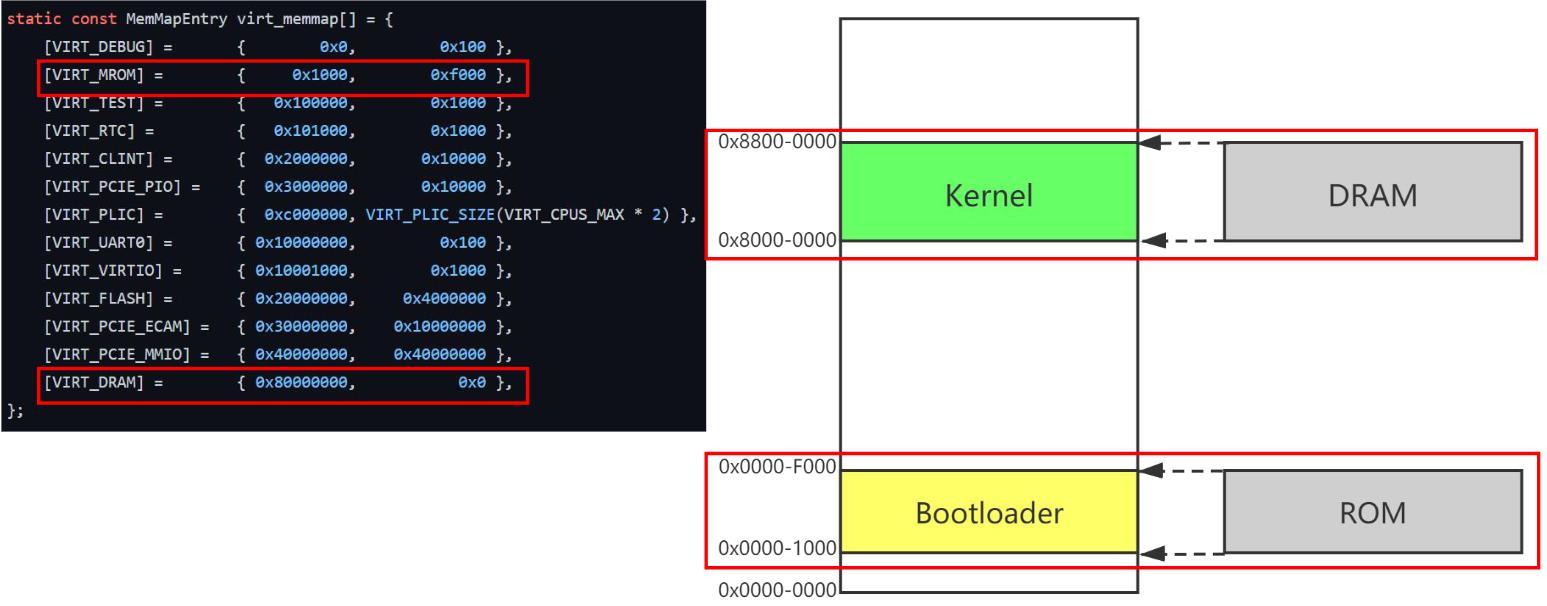 static const MemMapEntry virt_memmap[] = {
[VIRT_DEBUG] = { 0x0, 0x100 },
[VIRT_MROM] = { 0x1000, 0xf000 },
[VIRT_TEST] = { 0x100000, 0x1000 },
[VIRT_RTC] = { 0x101000, 0x1000 },
[VIRT_CLINT] = { 0x2000000, 0x10000 },
[VIRT_PCIE_PIO] = { 0x3000000, 0x10000 },
[VIRT_PLIC] = { 0xc000000, VIRT_PLIC_SIZE(VIRT_CPUS_MAX * 2) },
[VIRT_UART0] = { 0x10000000, 0x100 },
[VIRT_VIRTIO] = { 0x10001000, 0x1000 },
[VIRT_FLASH] = { 0x20000000, 0x4000000 },
[VIRT_PCIE_ECAM] = { 0x30000000, 0x10000000 },
[VIRT_PCIE_MMIO] = { 0x40000000, 0x40000000 },
[VIRT_DRAM] = { 0x80000000, 0x0 },
};
0x8800-0000
Kernel
DRAM
0x8000-0000
0x0000-F000
Bootloader
ROM
0x0000-1000
0x0000-0000